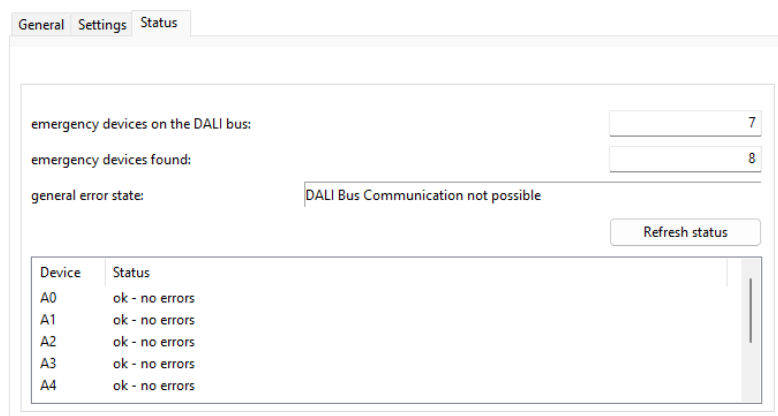 General Settings Status
emergency devices on the DALI bus: 7
emergency devices found: 8
general error state: DALI Bus Communication not possible
Refresh status
Device Status
A0 ok - no errors
A1 ok - no errors
A2 ok - no errors
A3 ok - no errors
A4 ok - no errors